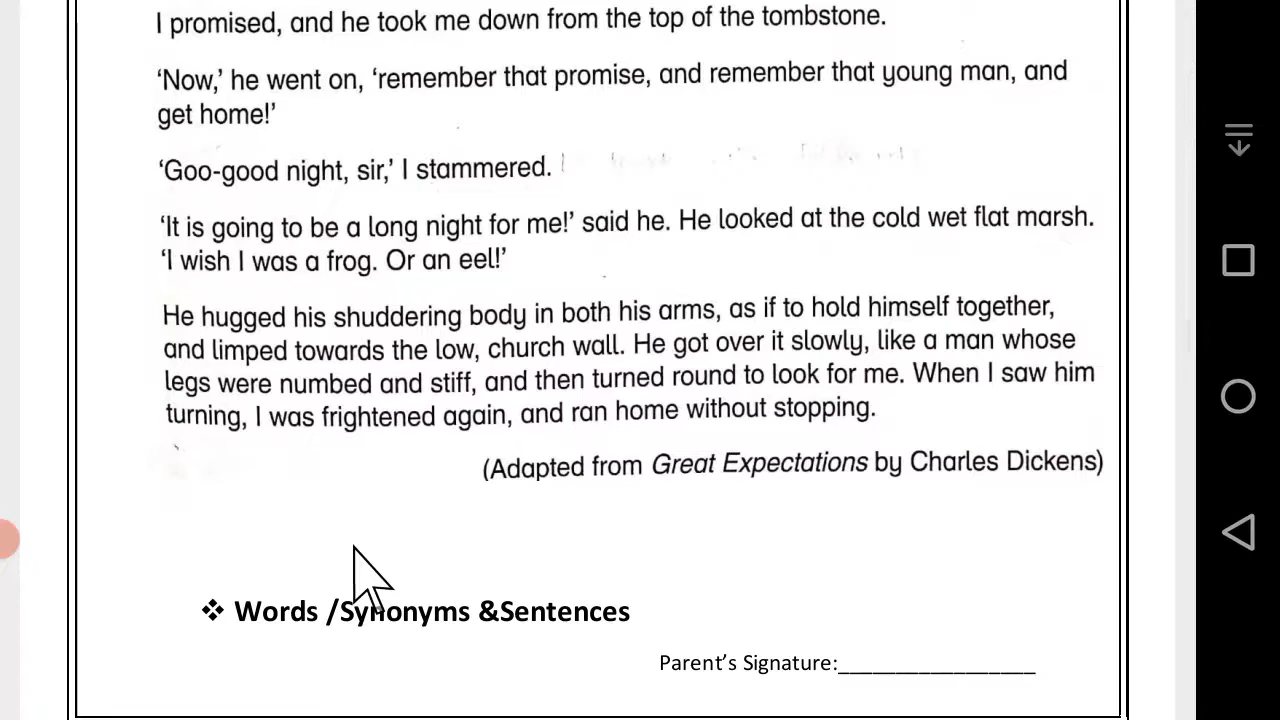 I promised, and he took me down from the top of the tombstone.
‘Now,’ he went on, ‘remember that promise, and remember that young man, and
get home!’
‘Goo-good night, sir,’ I stammered.
‘It is going to be a long night for me!’ said he. He looked at the cold wet flat marsh.
‘I wish I was a frog. Or an eel!’
He hugged his shuddering body in both his arms, as if to hold himself together,
and limped towards the low, church wall. He got over it slowly, like a man whose
legs were numbed and stiff, and then turned round to look for me. When I saw him
turning, I was frightened again, and ran home without stopping.
(Adapted from Great Expectations by Charles Dickens)
❖ Words /Synonyms &Sentences
Parent’s Signature:_________________